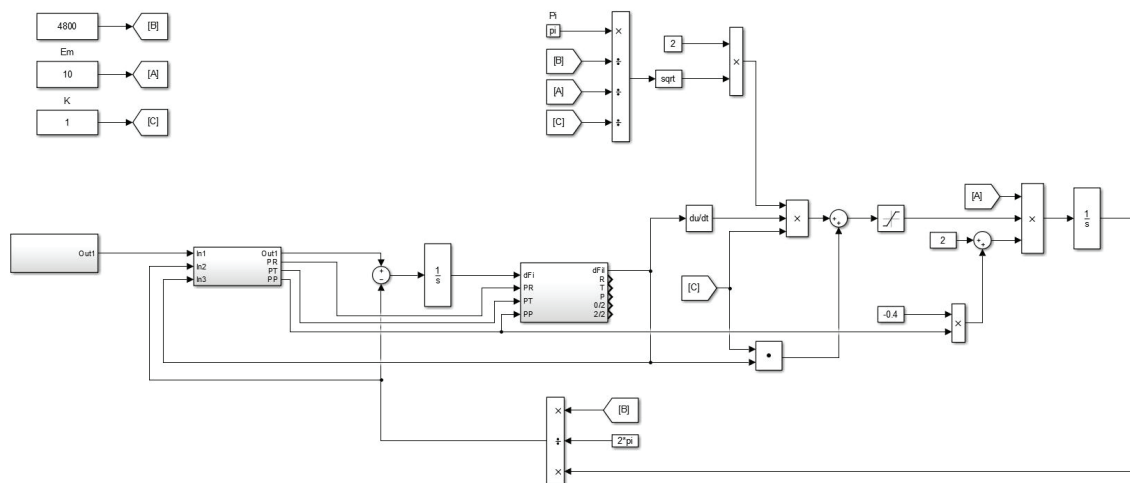 4800
[B]
Em
10
[A]
K
1
[C]
Pi
pi
×
[B]
÷
[A]
÷
[C]
÷
sqrt
2
×
Out1
In1
In2
In3
Out1
PR
PT
PP
+
−
1
s
dFi
PR
PT
PP
dFil
R
T
P
0/2
2/2
du/dt
×
+
+
[C]
[A]
×
1
s
2
+
+
-0.4
×
×
[B]
÷
2*pi
×